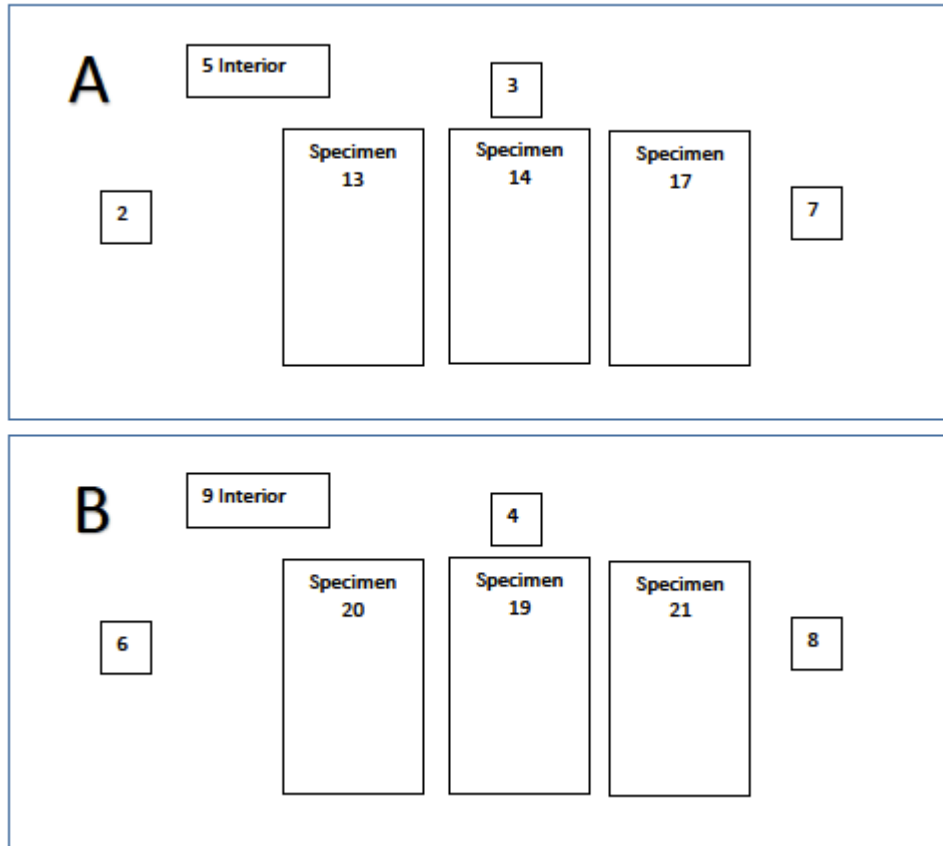 A
5 Interior
3
Specimen
13
Specimen
14
Specimen
17
2
7
B
9 Interior
4
Specimen
20
Specimen
19
Specimen
21
6
8